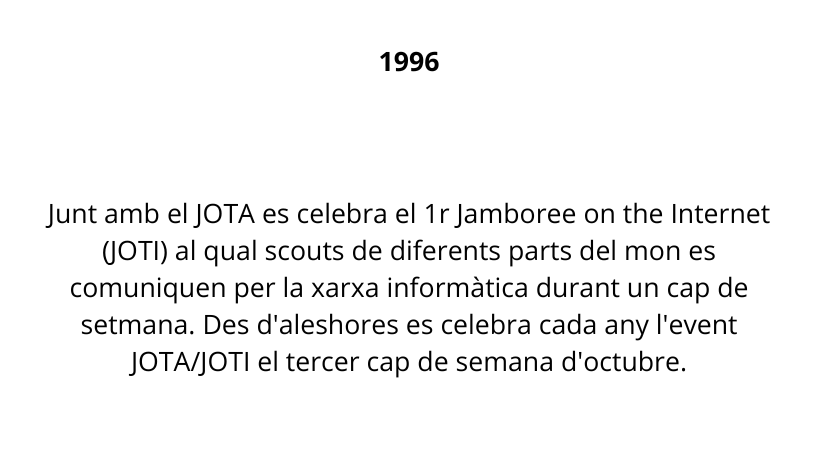 1996
Junt amb el JOTA es celebra el 1r Jamboree on the Internet
(JOTI) al qual scouts de diferents parts del mon es
comuniquen per la xarxa informàtica durant un cap de
setmana. Des d'aleshores es celebra cada any l'event
JOTA/JOTI el tercer cap de semana d'octubre.